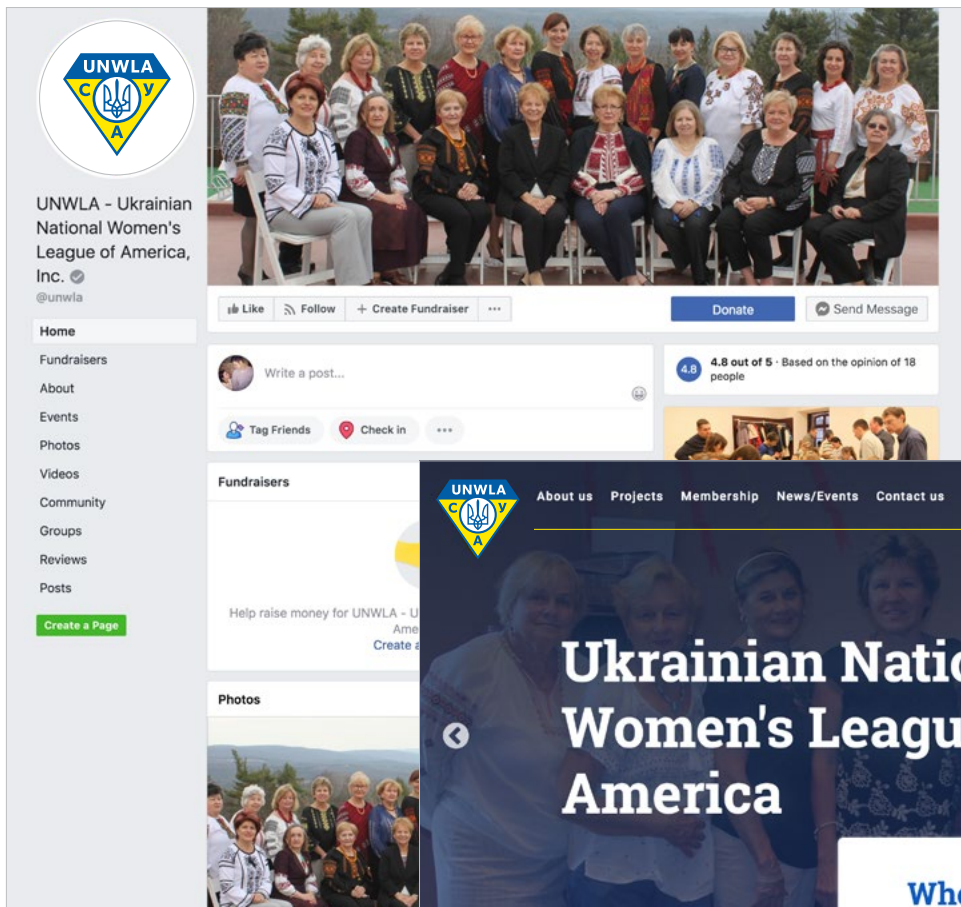 UNWLA
С У
А
UNWLA - Ukrainian
National Women's
League of America,
Inc.
@unwla
Home
Fundraisers
About
Events
Photos
Videos
Community
Groups
Reviews
Posts
Create a Page
Like
Follow
+ Create Fundraiser
...
Donate
Send Message
Write a post...
Tag Friends
Check in
...
4.8
4.8 out of 5 · Based on the opinion of 18
people
Fundraisers
Help raise money for UNWLA - U
Ame
Create a
Photos
UNWLA
С У
А
About us
Projects
Membership
News/Events
Contact us
Ukrainian Natio
Women's Leagu
America
Who